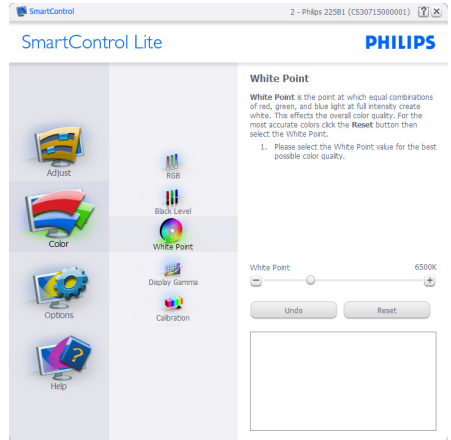 SmartControl
2 - Philips 225B1 (CS30715000001)
?
SmartControl Lite
PHILIPS
Adjust
Color
Options
Help
RGB
Black Level
White Point
Display Gamma
Calibration
White Point
White Point is the point at which equal combinations
of red, green, and blue light at full intensity create
white. This effects the overall color quality. For the
most accurate colors click the Reset button then
select the White Point.
1. Please select the White Point value for the best
possible color quality.
White Point 6500K
Undo Reset